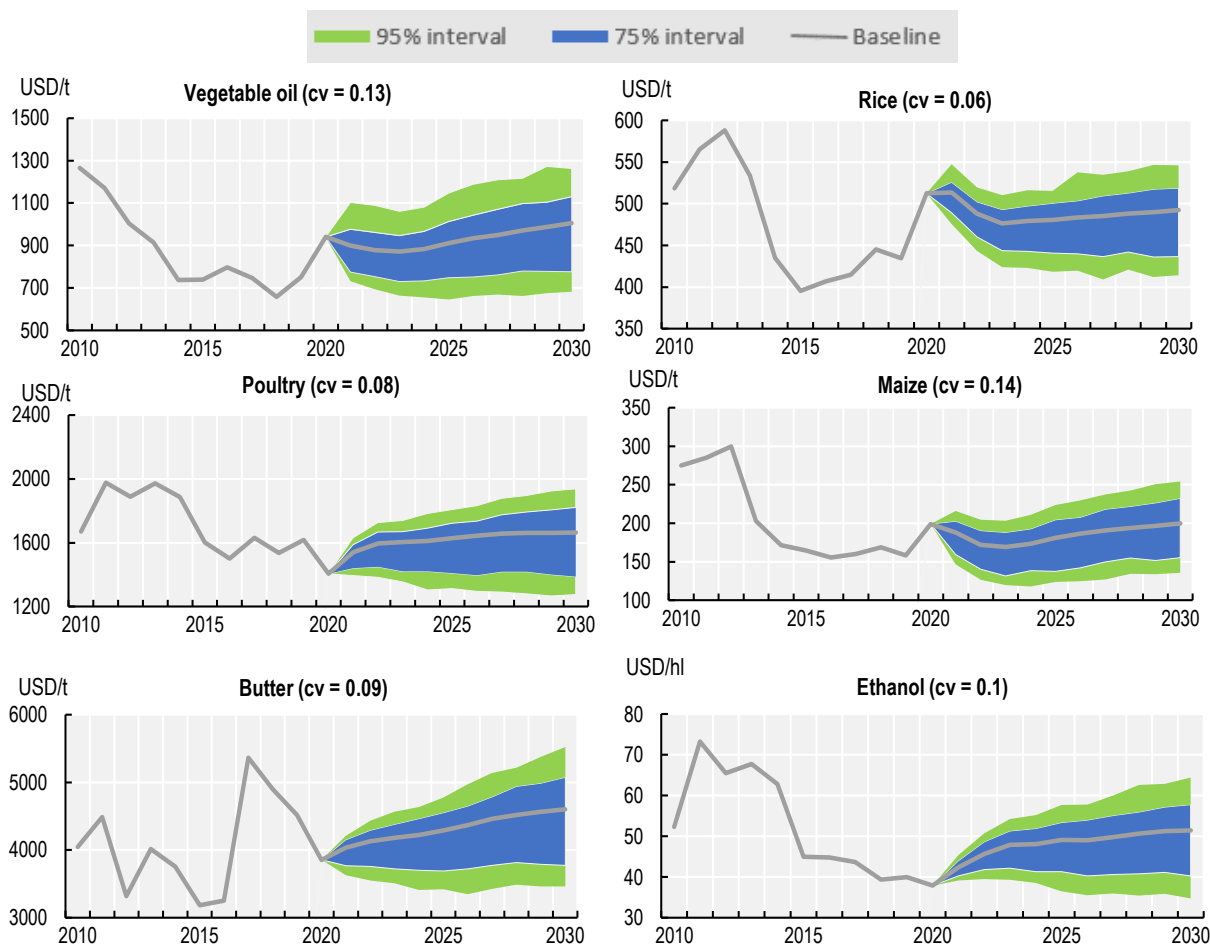 95% interval 75% interval Baseline
USD/t
Vegetable oil (cv = 0.13)
1500
1300
1100
900
700
500
2010 2015 2020 2025 2030
USD/t
Rice (cv = 0.06)
600
550
500
450
400
350
2010 2015 2020 2025 2030
USD/t
Poultry (cv = 0.08)
2400
2000
1600
1200
2010 2015 2020 2025 2030
USD/t
Maize (cv = 0.14)
350
300
250
200
150
100
2010 2015 2020 2025 2030
USD/t
Butter (cv = 0.09)
6000
5000
4000
3000
2010 2015 2020 2025 2030
USD/hl
Ethanol (cv = 0.1)
80
70
60
50
40
30
2010 2015 2020 2025 2030